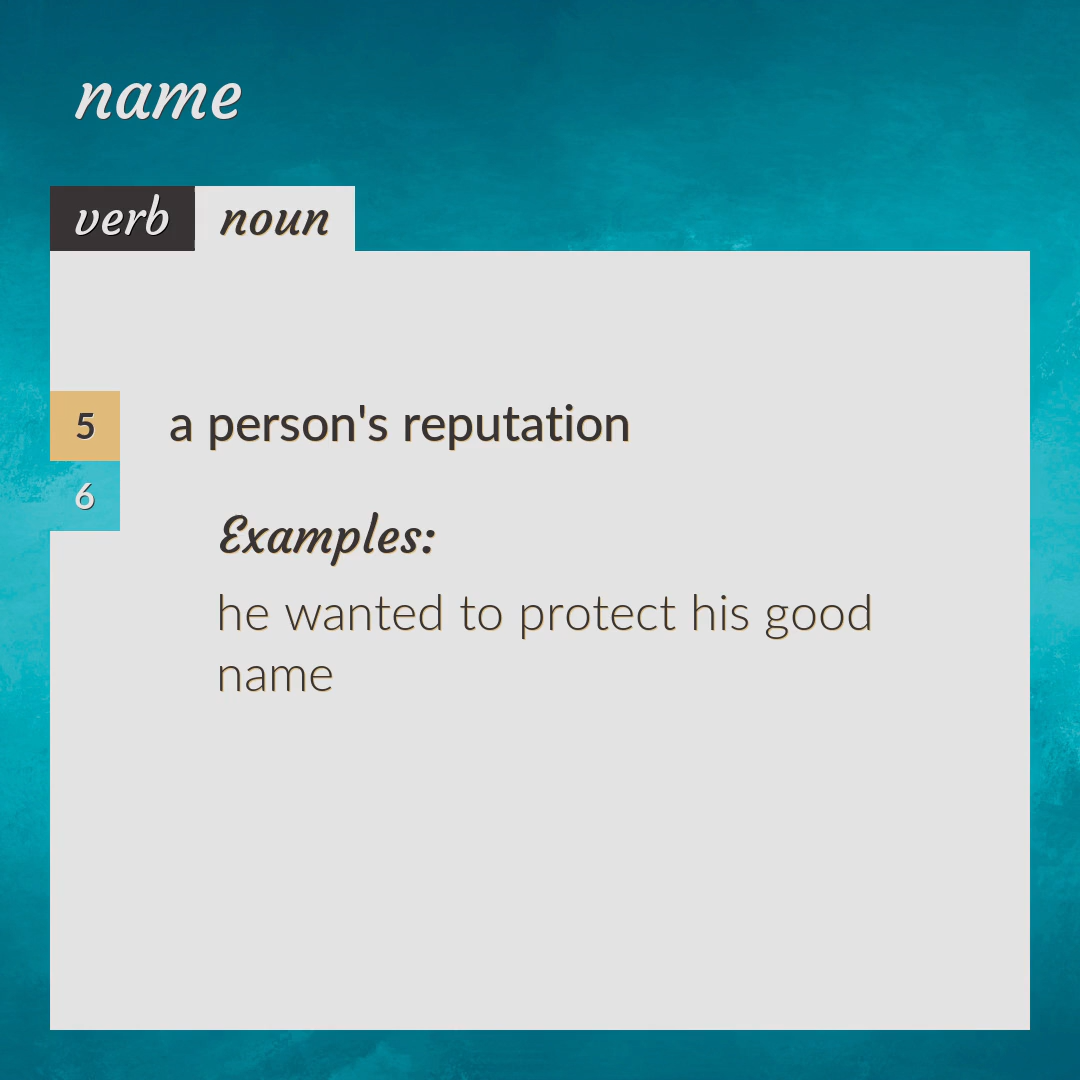 name
verb noun
5 a person's reputation
6
Examples:
he wanted to protect his good
name